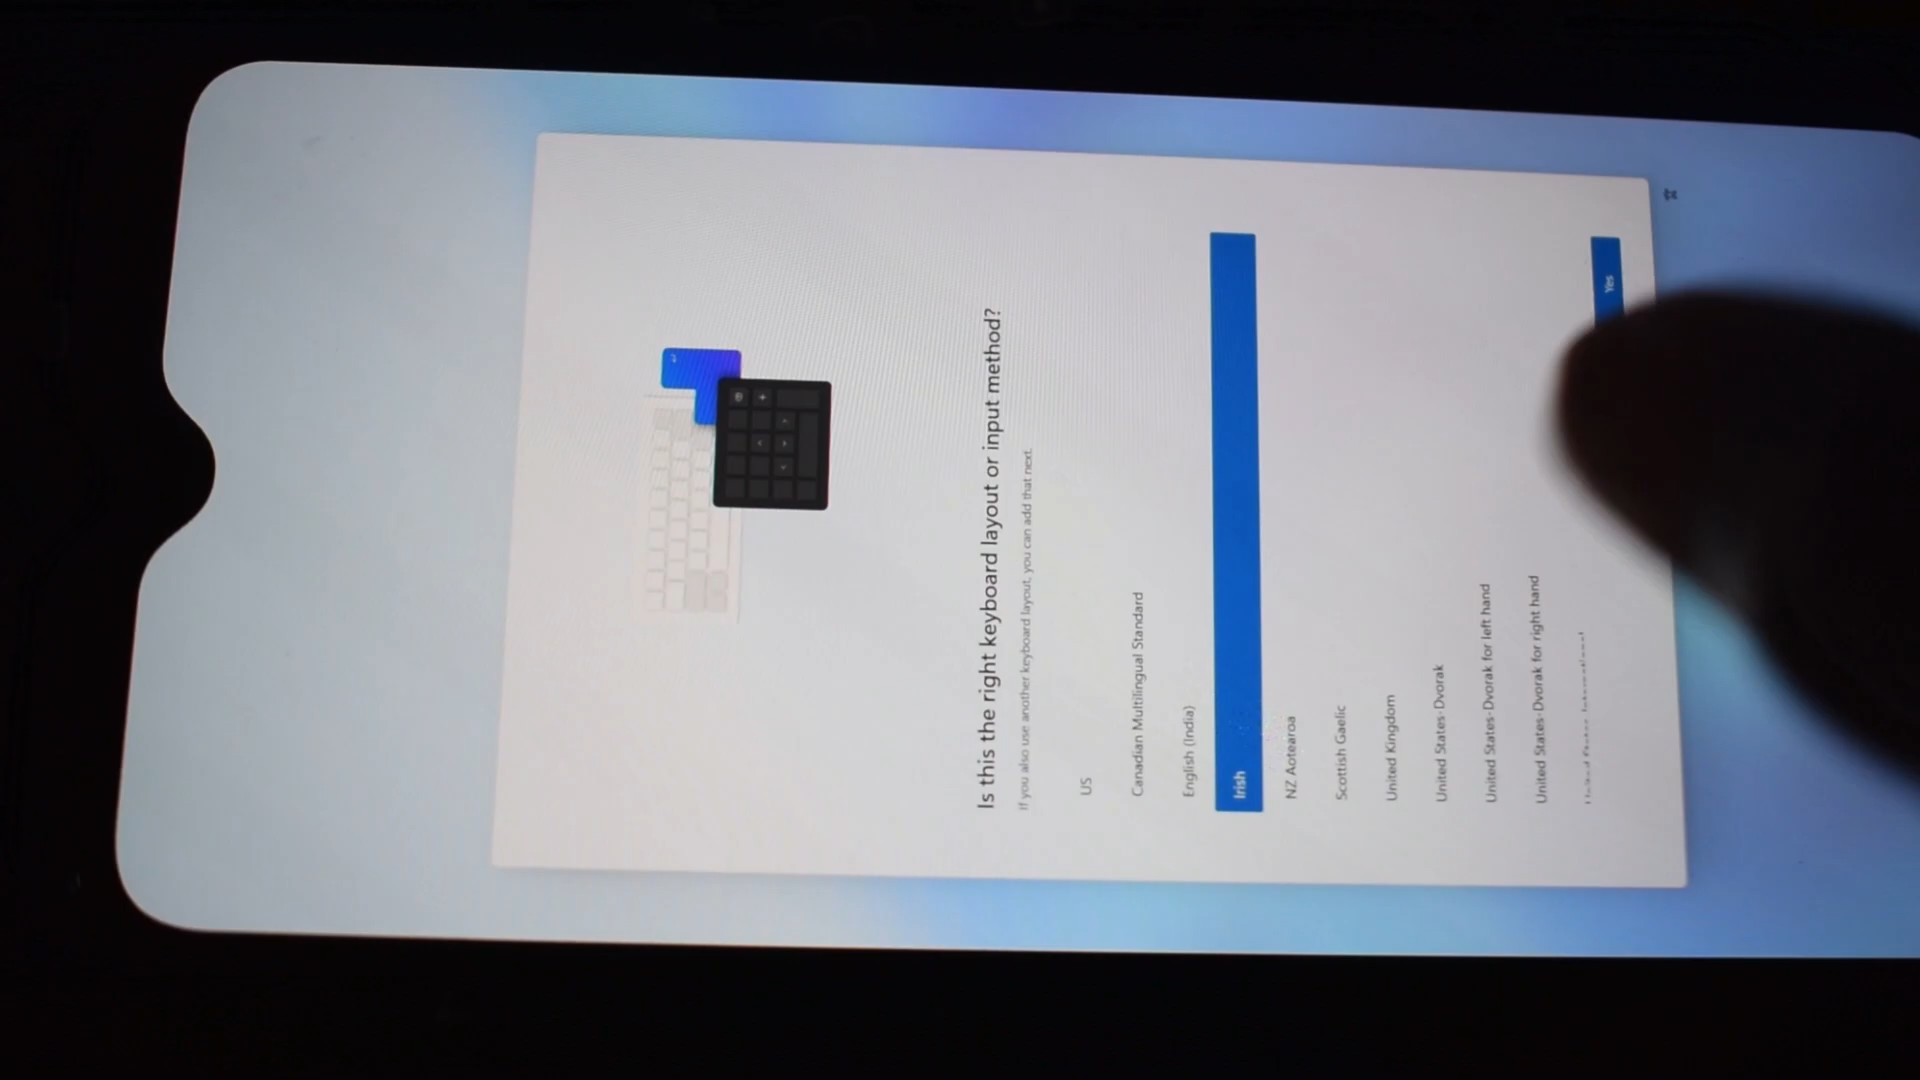 Is this the right keyboard layout or input method?
If you also use another keyboard layout, you can add that next.
US
Canadian Multilingual Standard
English (India)
Irish
NZ Aotearoa
Scottish Gaelic
United Kingdom
United States-Dvorak
United States-Dvorak for left hand
United States-Dvorak for right hand
Yes